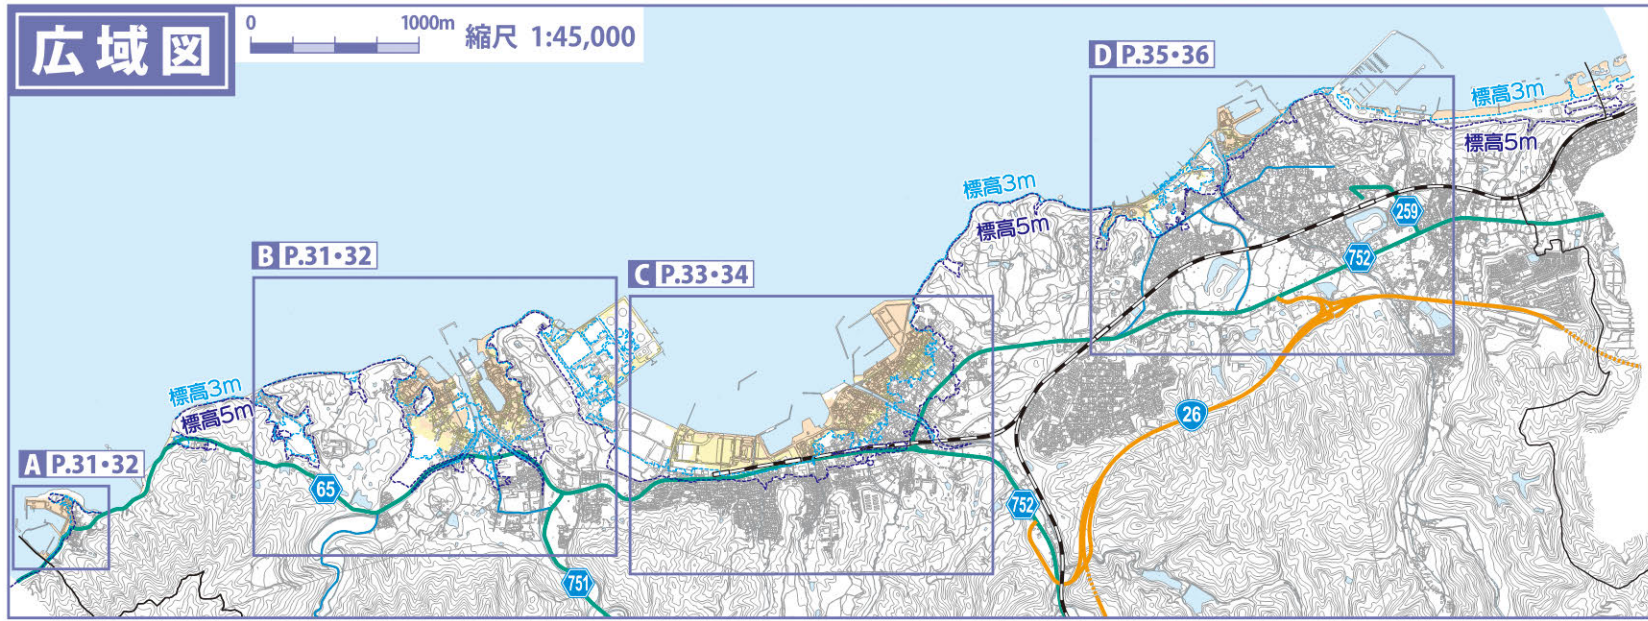 広域図
0 1000m
縮尺 1:45,000
D P.35・36
標高3m
標高5m
標高3m
標高5m
259
752
B P.31・32
C P.33・34
標高3m
標高5m
26
A P.31・32
65
752
751